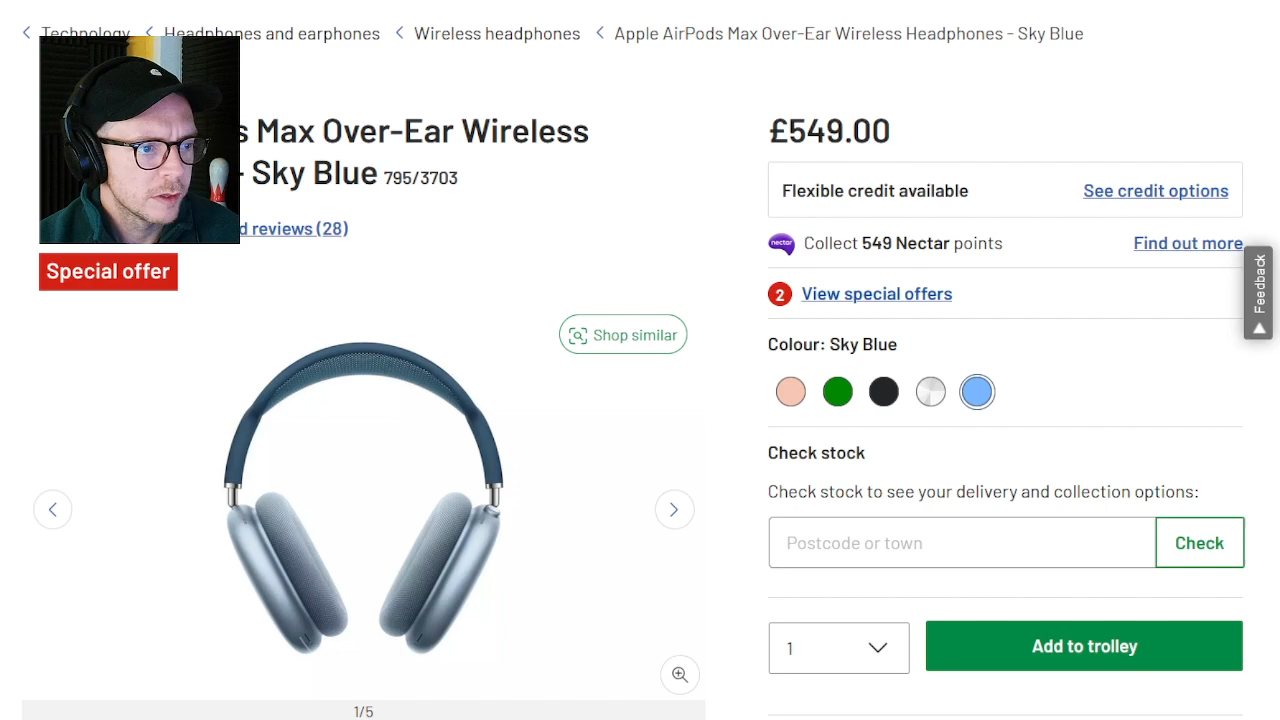 Technology Headphones and earphones Wireless headphones Apple AirPods Max Over-Ear Wireless Headphones - Sky Blue
Max Over-Ear Wireless
- Sky Blue 795/3703
reviews (28)
Special offer
Shop similar
1/5
£549.00
Flexible credit available See credit options
nectar Collect 549 Nectar points Find out more
2 View special offers
Colour: Sky Blue
Check stock
Check stock to see your delivery and collection options:
Postcode or town Check
1 Add to trolley
Feedback